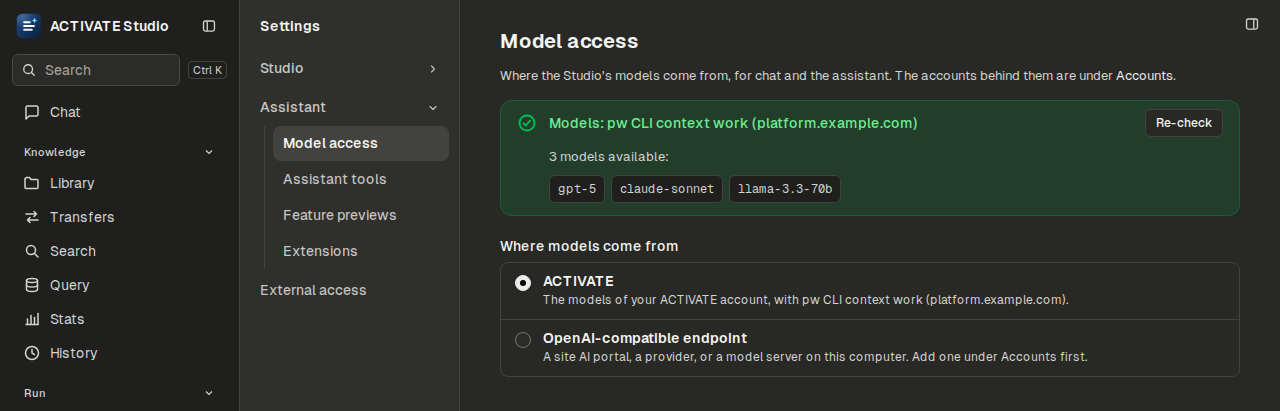 ACTIVATE Studio
Search
Ctrl K
Chat
Knowledge
Library
Transfers
Search
Query
Stats
History
Run
Settings
Studio
Assistant
Model access
Assistant tools
Feature previews
Extensions
External access
Model access
Where the Studio's models come from, for chat and the assistant. The accounts behind them are under Accounts.
Models: pw CLI context work (platform.example.com)
Re-check
3 models available:
gpt-5 claude-sonnet llama-3.3-70b
Where models come from
ACTIVATE
The models of your ACTIVATE account, with pw CLI context work (platform.example.com).
OpenAI-compatible endpoint
A site AI portal, a provider, or a model server on this computer. Add one under Accounts first.